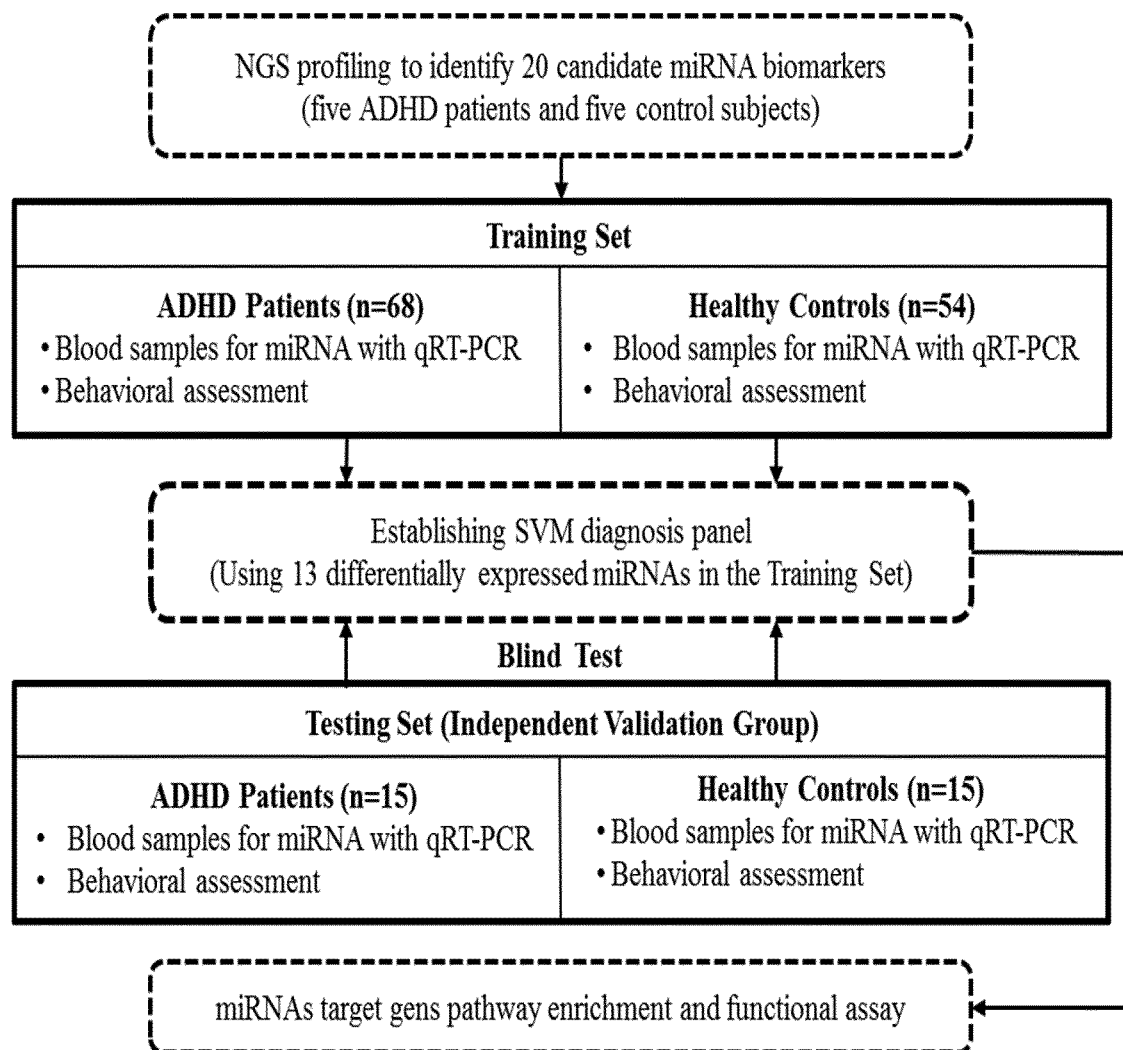 NGS profiling to identify 20 candidate miRNA biomarkers
(five ADHD patients and five control subjects)
Training Set
ADHD Patients (n=68)
• Blood samples for miRNA with qRT-PCR
• Behavioral assessment
Healthy Controls (n=54)
• Blood samples for miRNA with qRT-PCR
• Behavioral assessment
Establishing SVM diagnosis panel
(Using 13 differentially expressed miRNAs in the Training Set)
Blind Test
Testing Set (Independent Validation Group)
ADHD Patients (n=15)
• Blood samples for miRNA with qRT-PCR
• Behavioral assessment
Healthy Controls (n=15)
• Blood samples for miRNA with qRT-PCR
• Behavioral assessment
miRNAs target gens pathway enrichment and functional assay